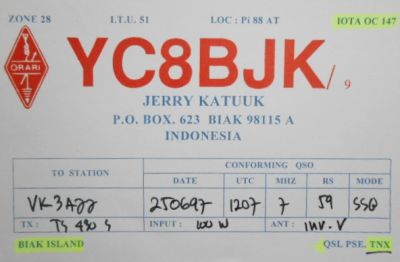 ZONE 28 I.T.U. 51 LOC : Pi 88 AT IOTA OC 147
ORARI YC8BJK/9
JERRY KATUUK
P.O. BOX. 623 BIAK 98115 A
INDONESIA
TO STATION CONFORMING QSO
DATE UTC MHZ RS MODE
VK3AJJ 250697 1207 7 59 SSB
TX : TS 430 S INPUT : 100 W ANT : INV. V
BIAK ISLAND QSL PSE, TNX